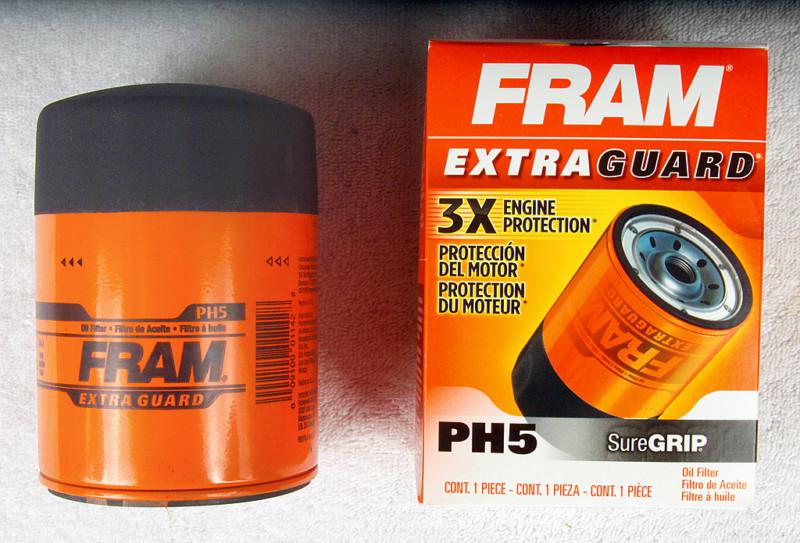 PH5
Oil Filter • Filtro de Aceite • Filtre à huile
FRAM®
EXTRA GUARD
FRAM®
EXTRAGUARD®
3X ENGINE
PROTECTION*
PROTECCIÓN
DEL MOTOR*
PROTECTION
DU MOTEUR*
FRAM
EXTRAGUARD
PH5
SureGRIP®
Oil Filter
Filtro de Aceite
Filtre à huile
CONT. 1 PIECE - CONT. 1 PIEZA - CONT. 1 PIÈCE